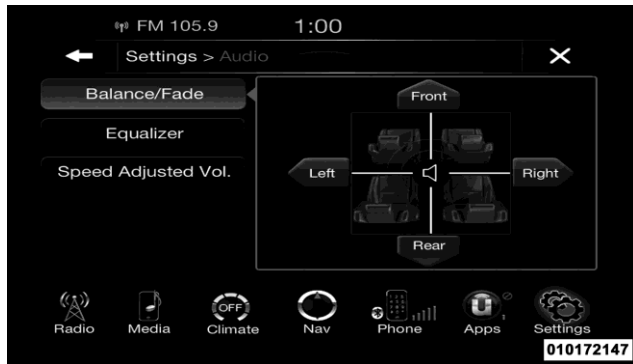 FM 105.9 1:00
Settings > Audio
Balance/Fade
Equalizer
Speed Adjusted Vol.
Front
Left Right
Rear
OFF
U
Radio Media Climate Nav Phone Apps Settings
010172147